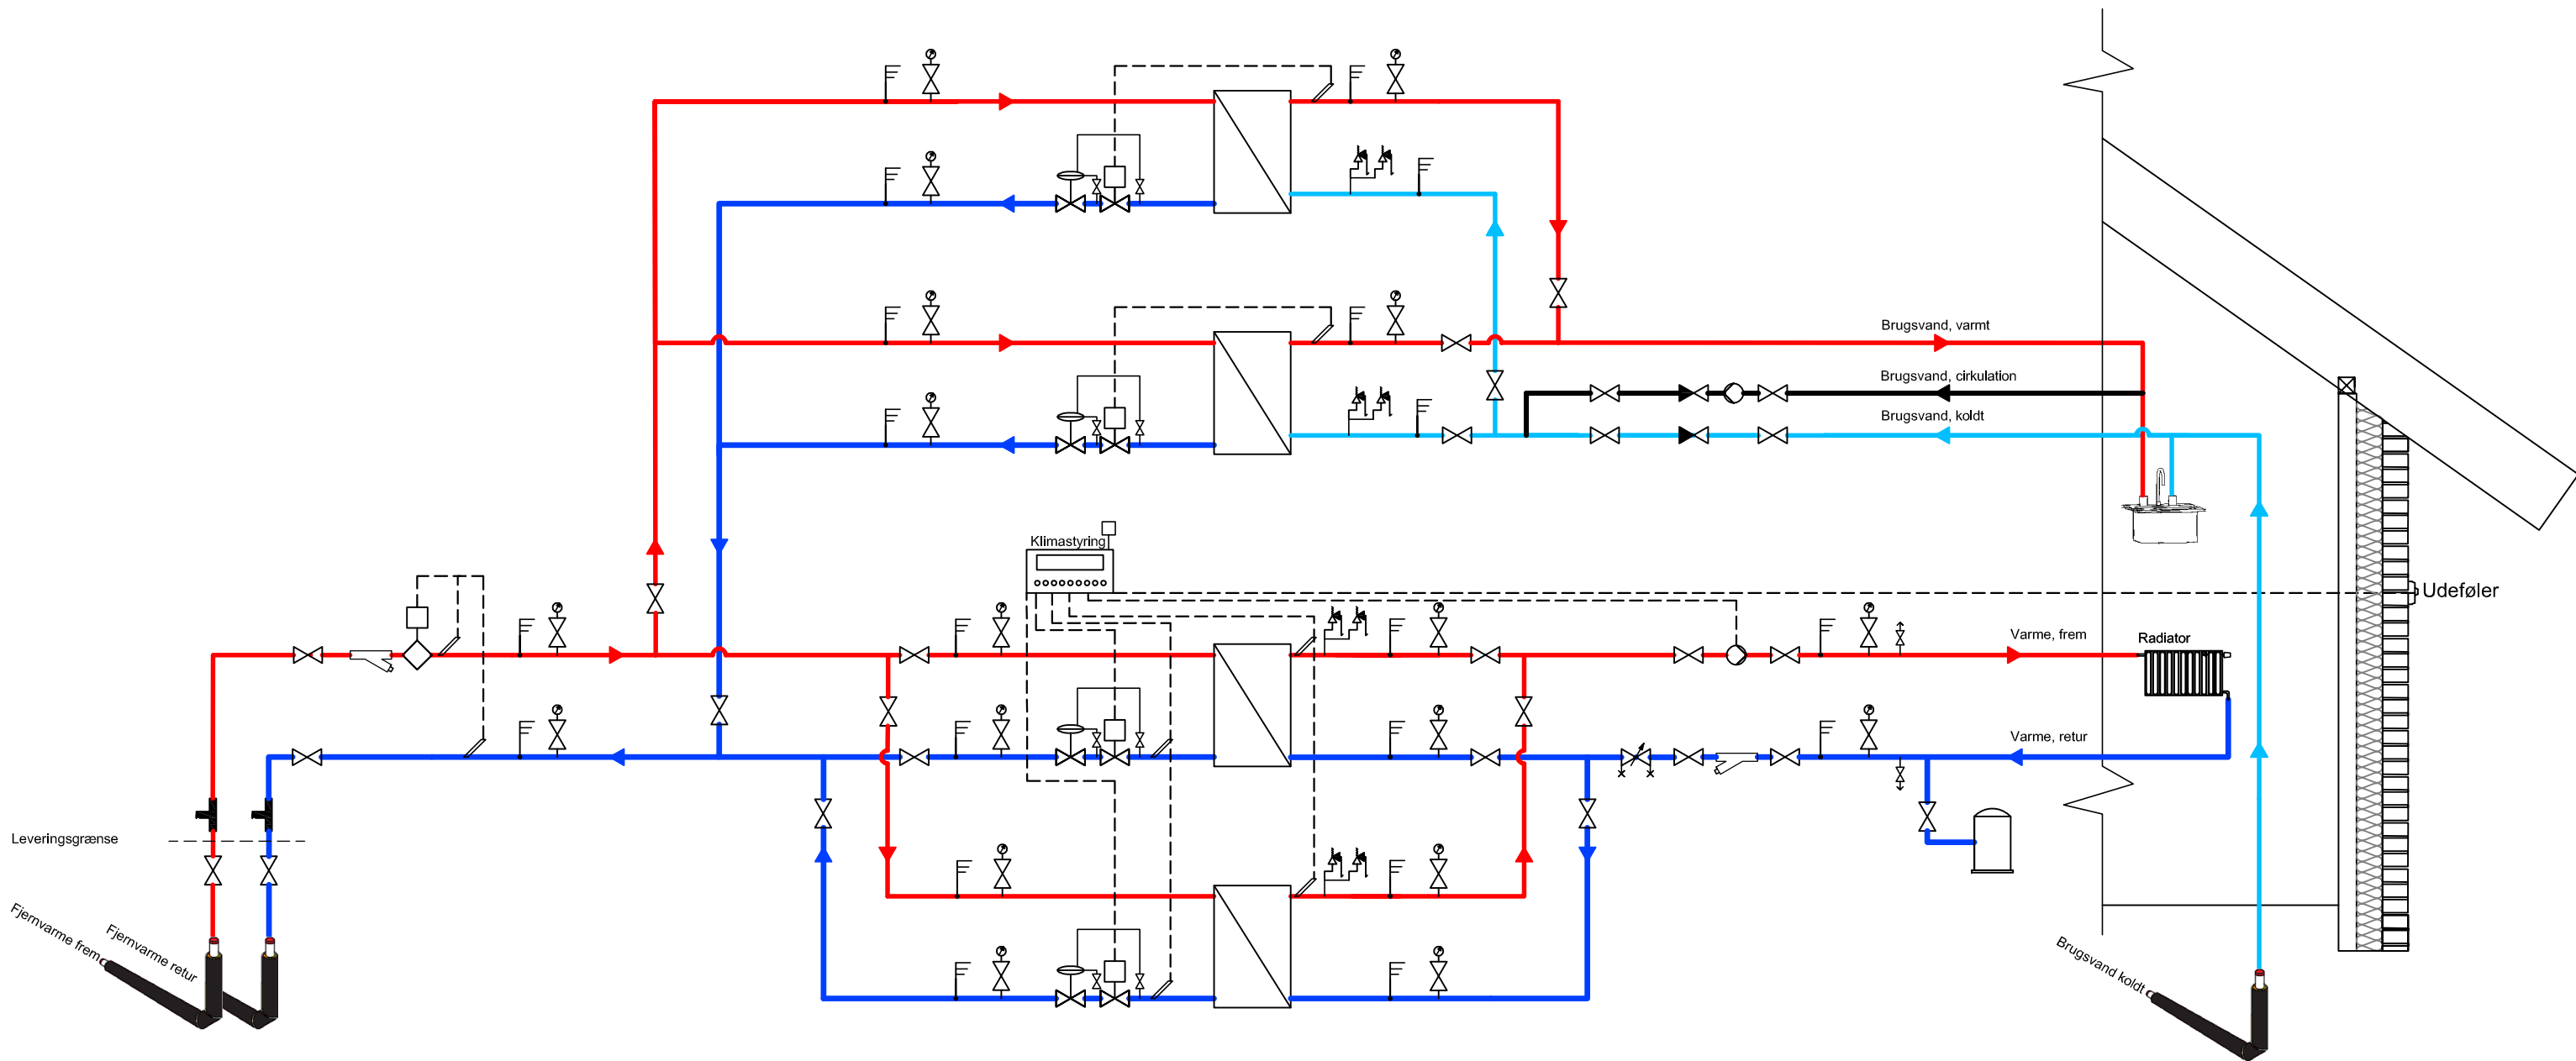 Brugsvand, varmt
Brugsvand, cirkulation
Brugsvand, koldt
Klimastyring
Udeføler
Varme, frem
Radiator
Varme, retur
Leveringsgrænse
Fjernvarme frem
Fjernvarme retur
Brugsvand koldt